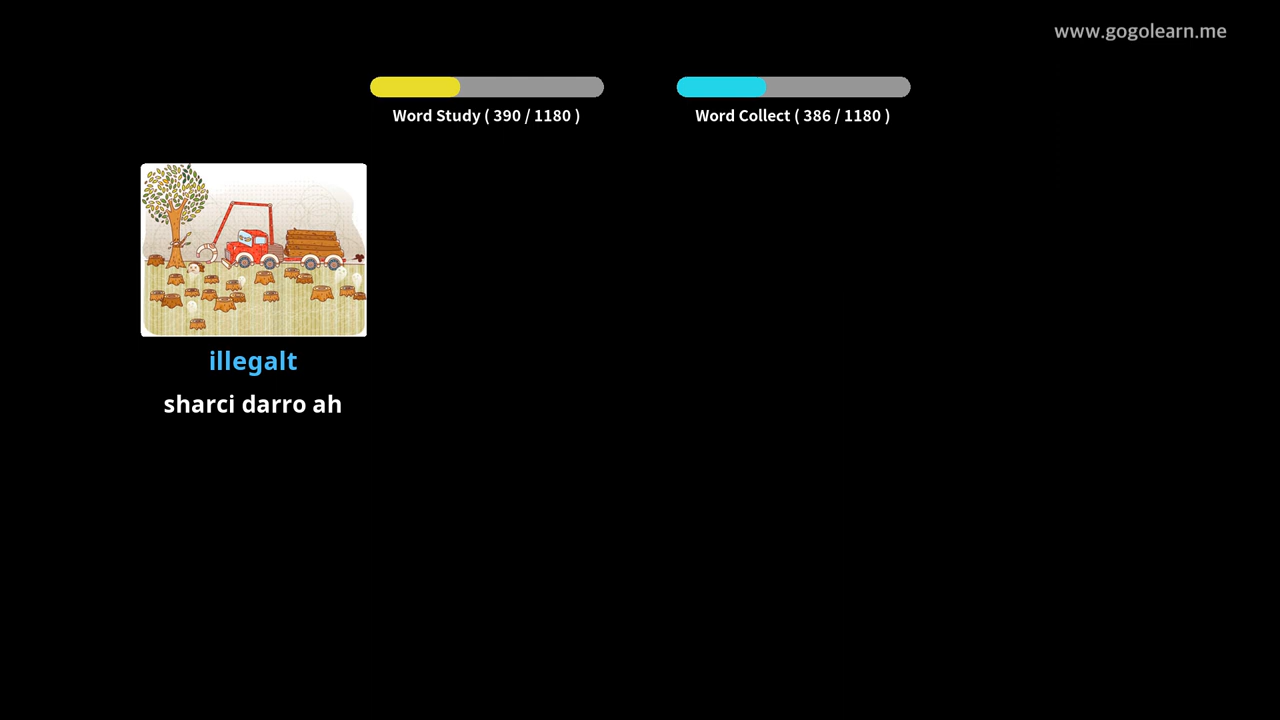 www.gogolearn.me
Word Study ( 390 / 1180 )
Word Collect ( 386 / 1180 )
illegalt
sharci darro ah